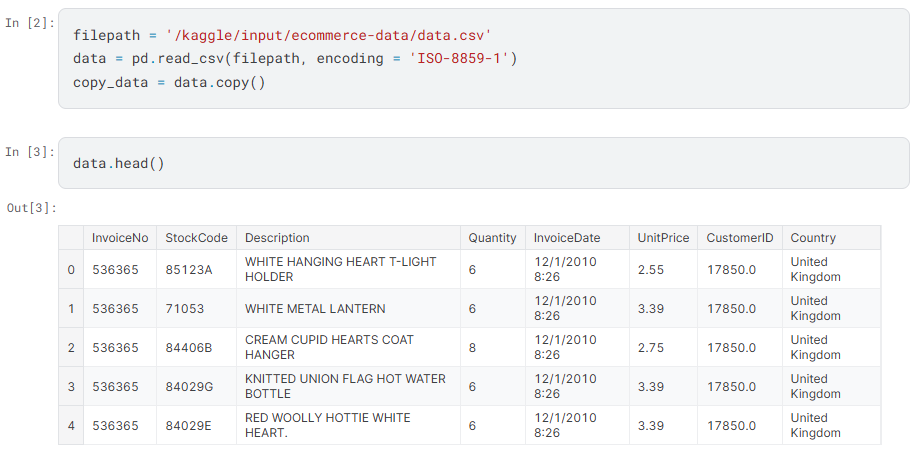 In [2]:
filepath = '/kaggle/input/ecommerce-data/data.csv'
data = pd.read_csv(filepath, encoding = 'ISO-8859-1')
copy_data = data.copy()
In [3]:
data.head()
Out[3]:
InvoiceNo StockCode Description Quantity InvoiceDate UnitPrice CustomerID Country
0 536365 85123A WHITE HANGING HEART T-LIGHT HOLDER 6 12/1/2010 8:26 2.55 17850.0 United Kingdom
1 536365 71053 WHITE METAL LANTERN 6 12/1/2010 8:26 3.39 17850.0 United Kingdom
2 536365 84406B CREAM CUPID HEARTS COAT HANGER 8 12/1/2010 8:26 2.75 17850.0 United Kingdom
3 536365 84029G KNITTED UNION FLAG HOT WATER BOTTLE 6 12/1/2010 8:26 3.39 17850.0 United Kingdom
4 536365 84029E RED WOOLLY HOTTIE WHITE HEART. 6 12/1/2010 8:26 3.39 17850.0 United Kingdom